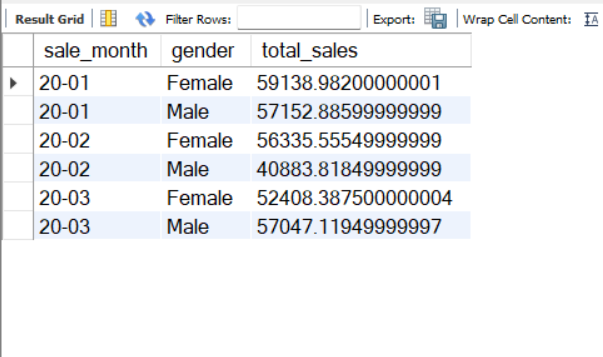 Result Grid Filter Rows: Export: Wrap Cell Content: IA
sale_month gender total_sales
20-01 Female 59138.98200000001
20-01 Male 57152.88599999999
20-02 Female 56335.55549999999
20-02 Male 40883.81849999999
20-03 Female 52408.387500000004
20-03 Male 57047.11949999997